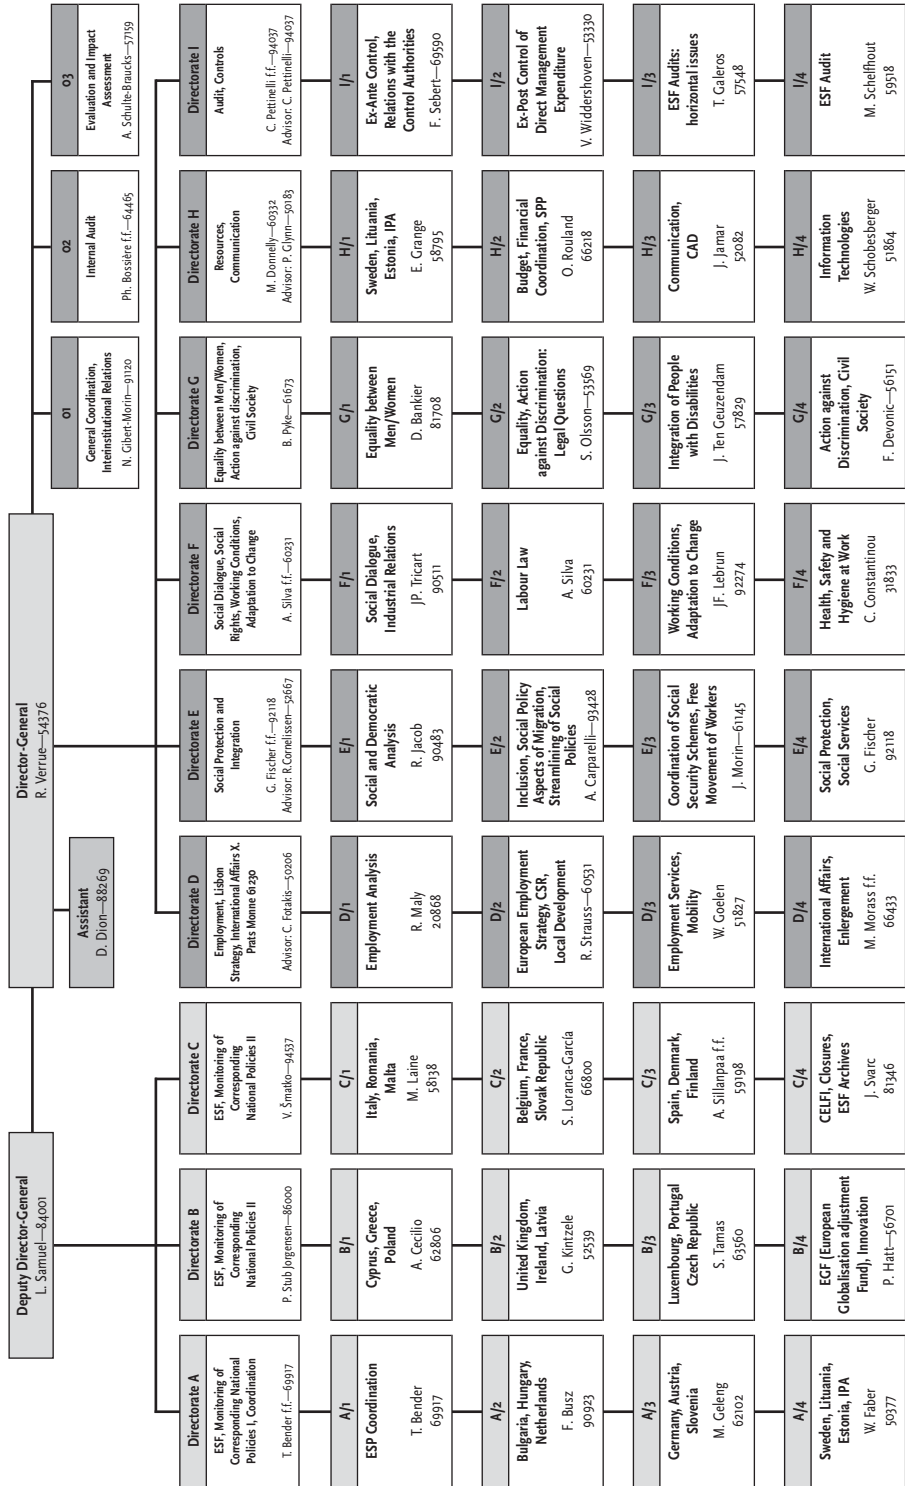 Deputy Director-General
L. Samuel—84001
Director-General
R. Verrue—54376
Assistant
D. Dion—88269
01
General Coordination,
Interinstitutional Relations
N. Gibert-Morin—91120
02
Internal Audit
Ph. Bossière f.f.—64465
03
Evaluation and Impact
Assessment
A. Schulte-Braucks—57159
Directorate A
ESF, Monitoring of
Corresponding National
Policies I, Coordination
T. Bender f.f.—69917
Directorate B
ESF, Monitoring of
Corresponding
National Policies II
P. Stub Jorgensen—86000
Directorate C
ESF, Monitoring of
Corresponding
National Policies II
V. Šmatko—94537
Directorate D
Employment, Lisbon
Strategy, International Affairs X.
Prats Monne 61230
Advisor: C. Fotakis—50206
Directorate E
Social Protection and
Integration
G. Fischer f.f.—92118
Advisor: R.Cornelissen—52667
Directorate F
Social Dialogue, Social
Rights, Working Conditions,
Adaptation to Change
A. Silva f.f.—60231
Directorate G
Equality between Men/Women,
Action against discrimination,
Civil Society
B. Pyke—61673
Directorate H
Resources,
Communication
M. Donnelly—60332
Advisor: P. Glynn—50183
Directorate I
Audit, Controls
C. Pettinelli f.f.—94037
Advisor: C. Pettinelli—94037
A/1
ESP Coordination
T. Bender
69917
B/1
Cyprus, Greece,
Poland
A. Cecilio
62806
C/1
Italy, Romania,
Malta
M. Laine
58138
D/1
Employment Analysis
R. Maly
20868
E/1
Social and Democratic
Analysis
R. Jacob
90483
F/1
Social Dialogue,
Industrial Relations
JP. Tricart
90511
G/1
Equality between
Men/Women
D. Bankier
81708
H/1
Sweden, Lituania,
Estonia, IPA
E. Grange
58795
I/1
Ex-Ante Control,
Relations with the
Control Authorities
F. Sebert—69590
A/2
Bulgaria, Hungary,
Netherlands
F. Busz
90923
B/2
United Kingdom,
Ireland, Latvia
G. Kintzele
52539
C/2
Belgium, France,
Slovak Republic
S. Loranca-García
66800
D/2
European Employment
Strategy, CSR,
Local Development
R. Strauss—60531
E/2
Inclusion, Social Policy
Aspects of Migration,
Streamlining of Social
Policies
A. Carparelli—93428
F/2
Labour Law
A. Silva
60231
G/2
Equality, Action
against Discrimination:
Legal Questions
S. Olsson—53569
H/2
Budget, Financial
Coordination, SPP
O. Rouland
66218
I/2
Ex-Post Control of
Direct Management
Expenditure
V. Widdershoven—53330
A/3
Germany, Austria,
Slovenia
M. Geleng
62102
B/3
Luxembourg, Portugal
Czech Republic
S. Tamas
63560
C/3
Spain, Denmark,
Finland
A. Sillanpaa f.f.
59198
D/3
Employment Services,
Mobility
W. Goelen
51827
E/3
Coordination of Social
Security Schemes, Free
Movement of Workers
J. Morin—61145
F/3
Working Conditions,
Adaptation to Change
JF. Lebrun
92274
G/3
Integration of People
with Disabilities
J. Ten Geuzendam
57829
H/3
Communication,
CAD
J. Jamar
52082
I/3
ESF Audits:
horizontal issues
T. Galeros
57548
A/4
Sweden, Lituania,
Estonia, IPA
W. Faber
50377
B/4
EGF (European
Globalisation adjustment
Fund), Innovation
P. Hatt—56701
C/4
CELFI, Closures,
ESF Archives
J. Svarc
81346
D/4
International Affairs,
Enlergement
M. Morass f.f.
66433
E/4
Social Protection,
Social Services
G. Fischer
92118
F/4
Health, Safety and
Hygiene at Work
C. Constantinou
31833
G/4
Action against
Discrimination, Civil
Society
F. Devonic—56151
H/4
Information
Technologies
W. Schobesberger
51864
I/4
ESF Audit
M. Schelfhout
59518